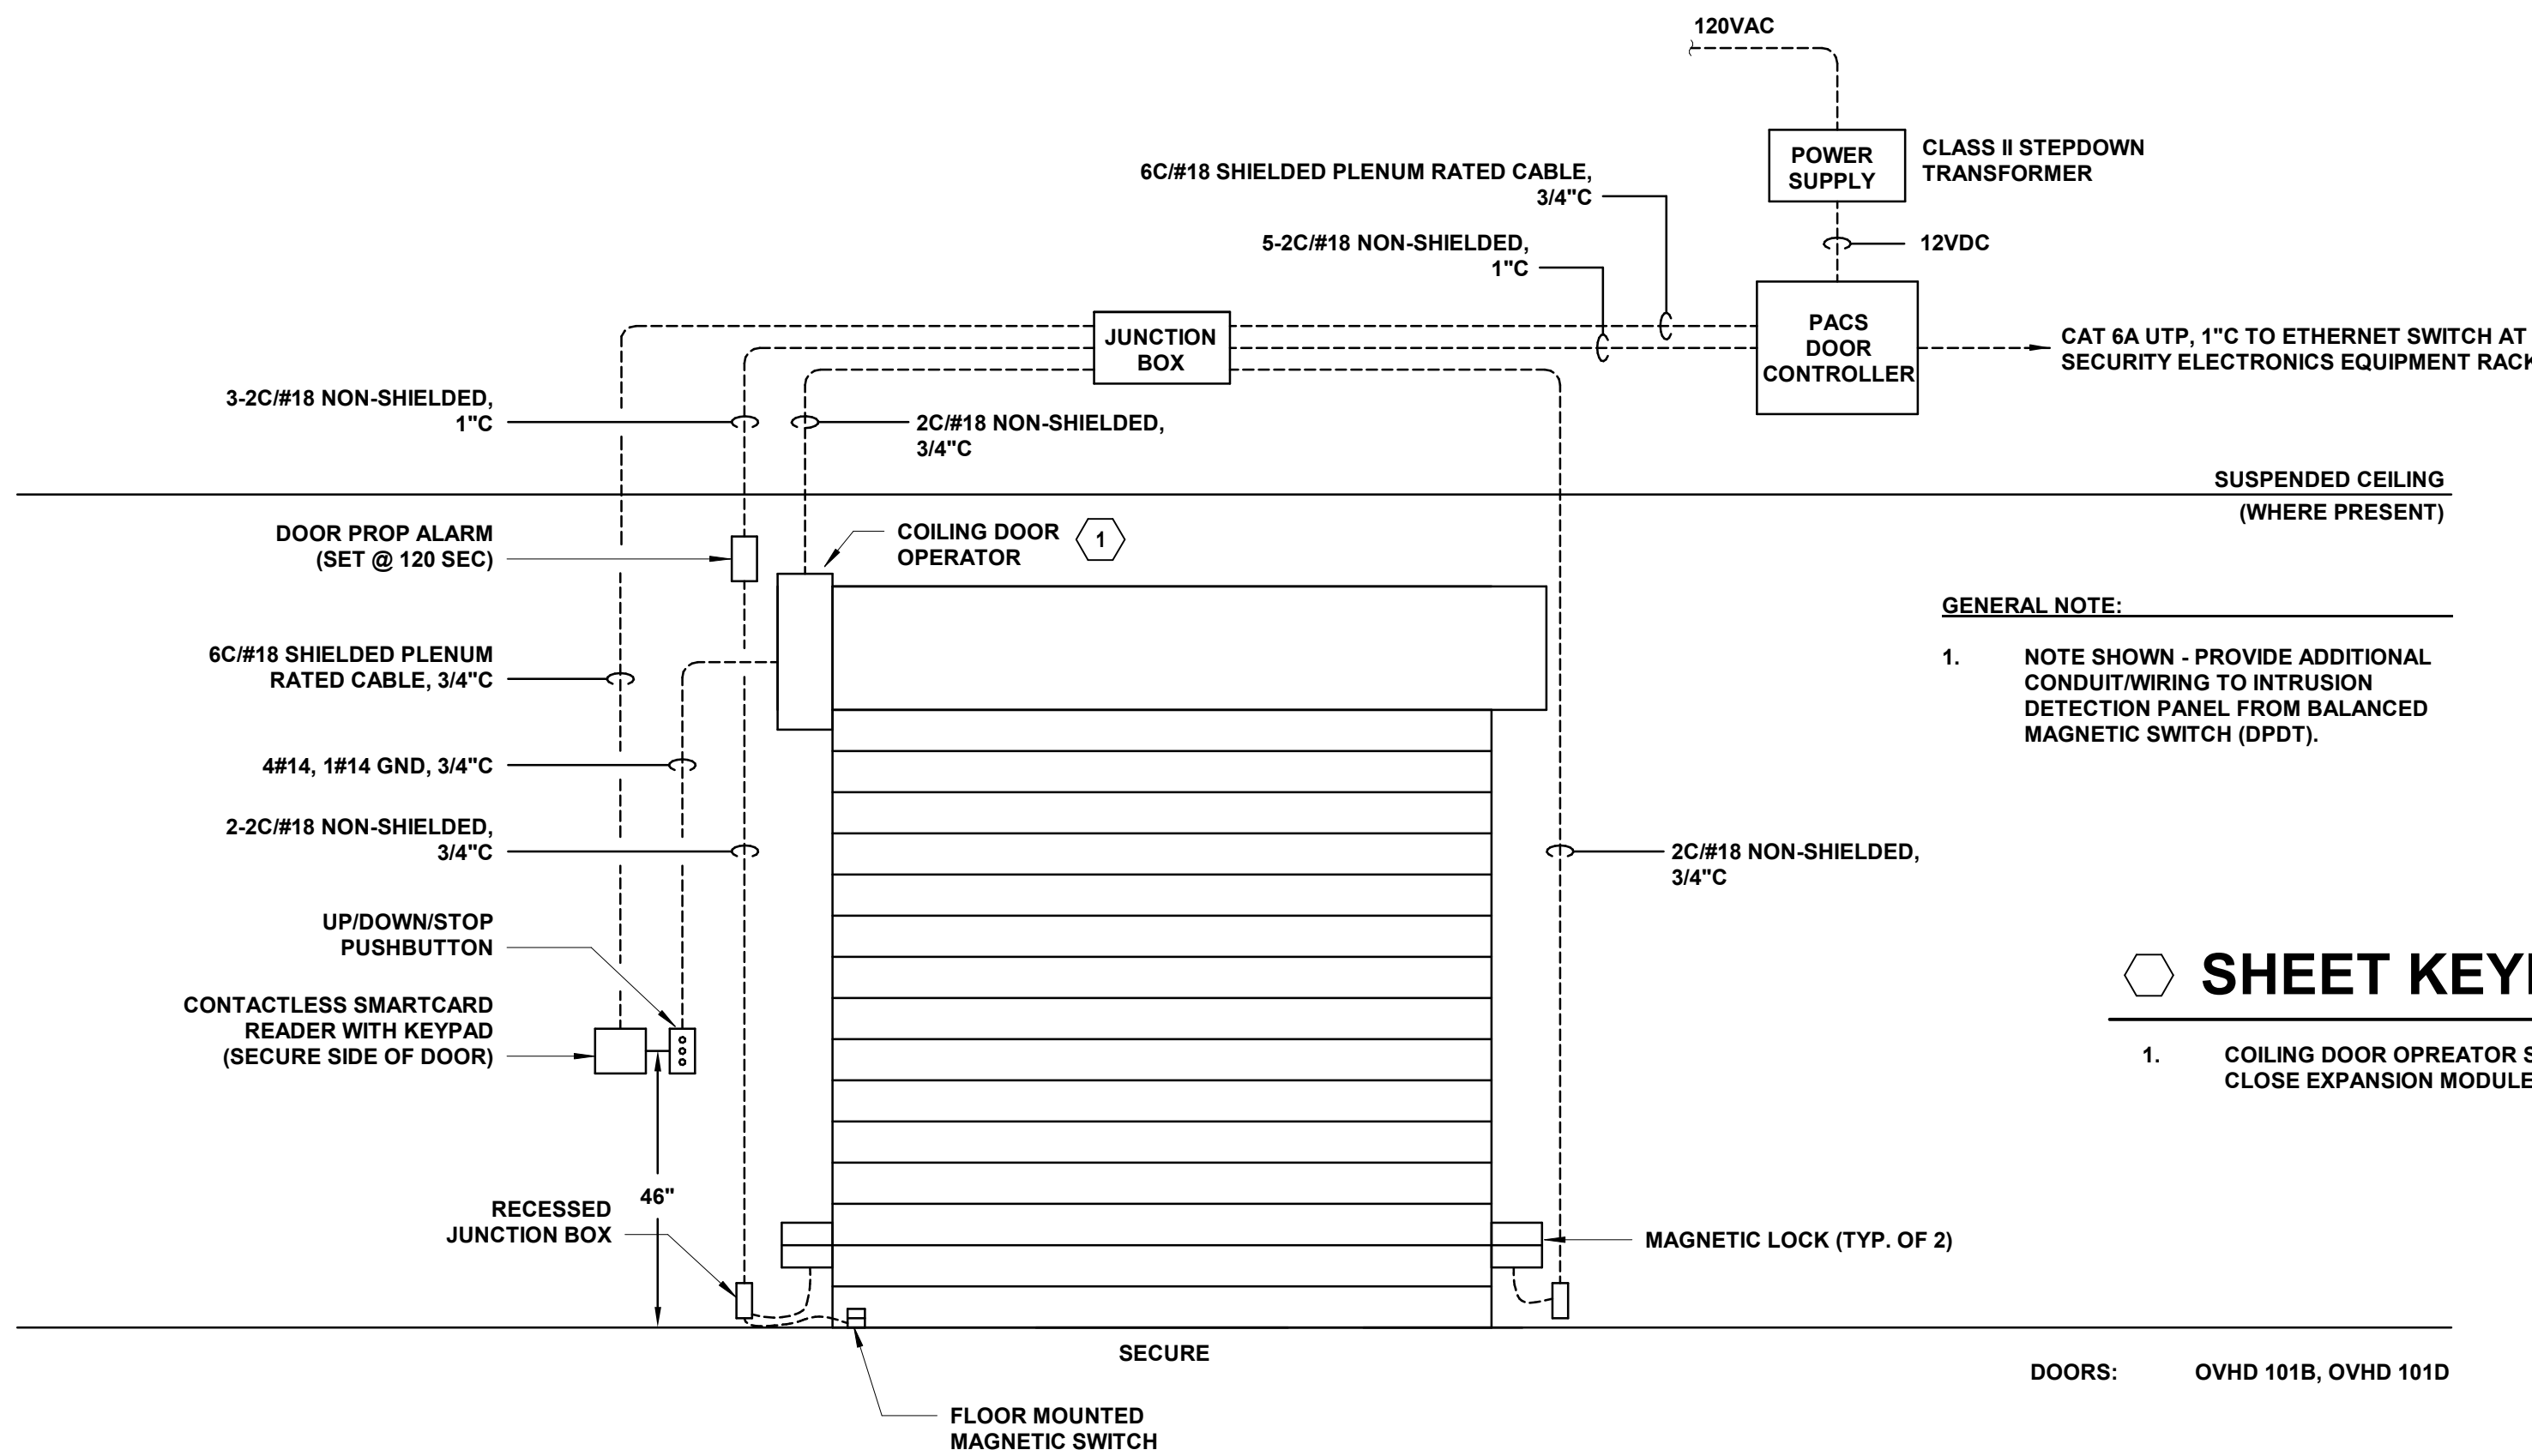 120VAC
POWER
SUPPLY
CLASS II STEPDOWN
TRANSFORMER
6C/#18 SHIELDED PLENUM RATED CABLE,
3/4"C
5-2C/#18 NON-SHIELDED,
1"C
12VDC
JUNCTION
BOX
PACS
DOOR
CONTROLLER
CAT 6A UTP, 1"C TO ETHERNET SWITCH AT
SECURITY ELECTRONICS EQUIPMENT RACK
3-2C/#18 NON-SHIELDED,
1"C
2C/#18 NON-SHIELDED,
3/4"C
SUSPENDED CEILING
(WHERE PRESENT)
DOOR PROP ALARM
(SET @ 120 SEC)
COILING DOOR
OPERATOR
1
GENERAL NOTE:
1. NOTE SHOWN - PROVIDE ADDITIONAL
CONDUIT/WIRING TO INTRUSION
DETECTION PANEL FROM BALANCED
MAGNETIC SWITCH (DPDT).
6C/#18 SHIELDED PLENUM
RATED CABLE, 3/4"C
4#14, 1#14 GND, 3/4"C
2-2C/#18 NON-SHIELDED,
3/4"C
2C/#18 NON-SHIELDED,
3/4"C
UP/DOWN/STOP
PUSHBUTTON
CONTACTLESS SMARTCARD
READER WITH KEYPAD
(SECURE SIDE OF DOOR)
SHEET KEY
1. COILING DOOR OPREATOR
CLOSE EXPANSION MODULE
46"
RECESSED
JUNCTION BOX
MAGNETIC LOCK (TYP. OF 2)
SECURE
DOORS: OVHD 101B, OVHD 101D
FLOOR MOUNTED
MAGNETIC SWITCH